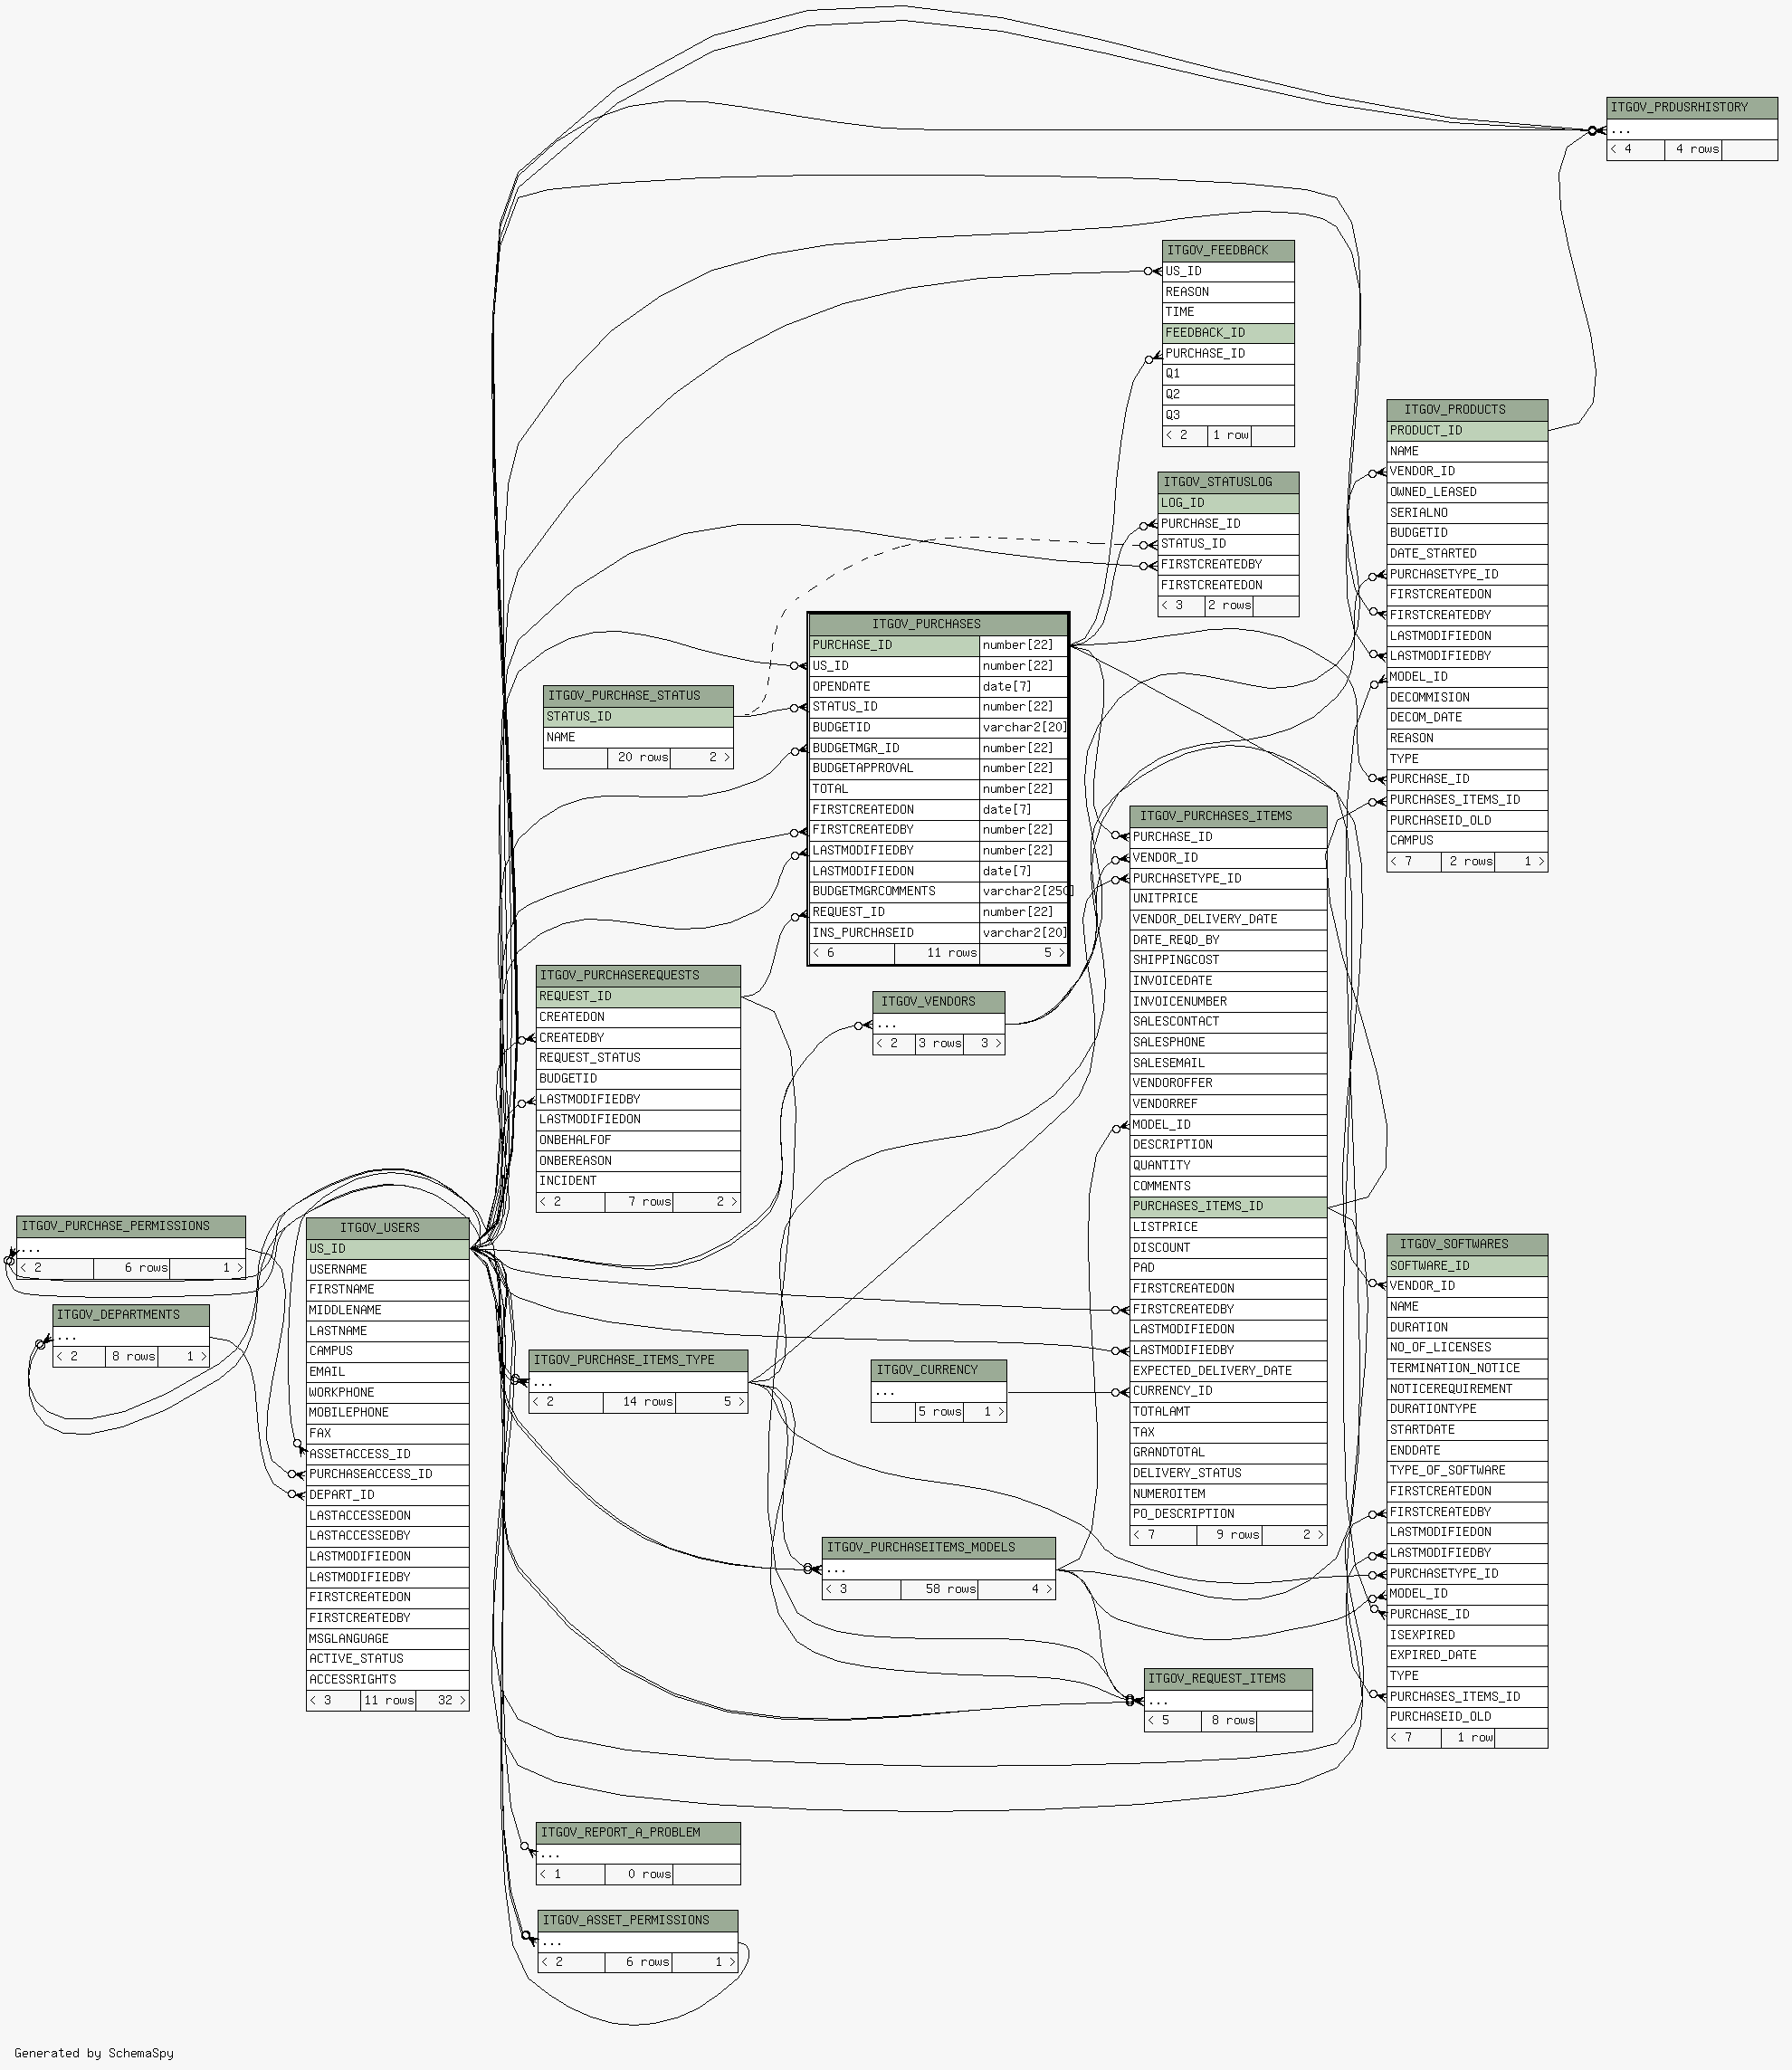 ITGOV_PRDUSRHISTORY
...
< 4 4 rows
ITGOV_FEEDBACK
US_ID
REASON
TIME
FEEDBACK_ID
PURCHASE_ID
Q1
Q2
Q3
< 2 1 row
ITGOV_PRODUCTS
PRODUCT_ID
NAME
VENDOR_ID
OWNED_LEASED
SERIALNO
BUDGETID
DATE_STARTED
PURCHASETYPE_ID
FIRSTCREATEDON
FIRSTCREATEDBY
LASTMODIFIEDON
LASTMODIFIEDBY
MODEL_ID
DECOMMISION
DECOM_DATE
REASON
TYPE
PURCHASE_ID
PURCHASES_ITEMS_ID
PURCHASEID_OLD
CAMPUS
< 7 2 rows 1 >
ITGOV_STATUSLOG
LOG_ID
PURCHASE_ID
STATUS_ID
FIRSTCREATEDBY
FIRSTCREATEDON
< 3 2 rows
ITGOV_PURCHASES
PURCHASE_ID number[22]
US_ID number[22]
OPENDATE date[7]
STATUS_ID number[22]
BUDGETID varchar2[20]
BUDGETMGR_ID number[22]
BUDGETAPPROVAL number[22]
TOTAL number[22]
FIRSTCREATEDON date[7]
FIRSTCREATEDBY number[22]
LASTMODIFIEDBY number[22]
LASTMODIFIEDON date[7]
BUDGETMGRCOMMENTS varchar2[250]
REQUEST_ID number[22]
INS_PURCHASEID varchar2[20]
< 6 11 rows 5 >
ITGOV_PURCHASE_STATUS
STATUS_ID
NAME
20 rows 2 >
ITGOV_PURCHASES_ITEMS
PURCHASE_ID
VENDOR_ID
PURCHASETYPE_ID
UNITPRICE
VENDOR_DELIVERY_DATE
DATE_REQD_BY
SHIPPINGCOST
INVOICEDATE
INVOICENUMBER
SALESCONTACT
SALESPHONE
SALESEMAIL
VENDOROFFER
VENDORREF
MODEL_ID
DESCRIPTION
QUANTITY
COMMENTS
PURCHASES_ITEMS_ID
LISTPRICE
DISCOUNT
PAD
FIRSTCREATEDON
FIRSTCREATEDBY
LASTMODIFIEDON
LASTMODIFIEDBY
EXPECTED_DELIVERY_DATE
CURRENCY_ID
TOTALAMT
TAX
GRANDTOTAL
DELIVERY_STATUS
NUMEROITEM
PO_DESCRIPTION
< 7 9 rows 2 >
ITGOV_PURCHASEREQUESTS
REQUEST_ID
CREATEDON
CREATEDBY
REQUEST_STATUS
BUDGETID
LASTMODIFIEDBY
LASTMODIFIEDON
ONBEHALFOF
ONBEREASON
INCIDENT
< 2 7 rows 2 >
ITGOV_VENDORS
...
< 2 3 rows 3 >
ITGOV_PURCHASE_PERMISSIONS
...
< 2 6 rows 1 >
ITGOV_DEPARTMENTS
...
< 2 8 rows 1 >
ITGOV_USERS
US_ID
USERNAME
FIRSTNAME
MIDDLENAME
LASTNAME
CAMPUS
EMAIL
WORKPHONE
MOBILEPHONE
FAX
ASSETACCESS_ID
PURCHASEACCESS_ID
DEPART_ID
LASTACCESSEDON
LASTACCESSEDBY
LASTMODIFIEDON
LASTMODIFIEDBY
FIRSTCREATEDON
FIRSTCREATEDBY
MSGLANGUAGE
ACTIVE_STATUS
ACCESSRIGHTS
< 3 11 rows 32 >
ITGOV_SOFTWARES
SOFTWARE_ID
VENDOR_ID
NAME
DURATION
NO_OF_LICENSES
TERMINATION_NOTICE
NOTICEREQUIREMENT
DURATIONTYPE
STARTDATE
ENDDATE
TYPE_OF_SOFTWARE
FIRSTCREATEDON
FIRSTCREATEDBY
LASTMODIFIEDON
LASTMODIFIEDBY
PURCHASETYPE_ID
MODEL_ID
PURCHASE_ID
ISEXPIRED
EXPIRED_DATE
TYPE
PURCHASES_ITEMS_ID
PURCHASEID_OLD
< 7 1 row
ITGOV_PURCHASE_ITEMS_TYPE
...
< 2 14 rows 5 >
ITGOV_CURRENCY
...
5 rows 1 >
ITGOV_PURCHASEITEMS_MODELS
...
< 3 58 rows 4 >
ITGOV_REQUEST_ITEMS
...
< 5 8 rows
ITGOV_REPORT_A_PROBLEM
...
< 1 0 rows
ITGOV_ASSET_PERMISSIONS
...
< 2 6 rows 1 >
Generated by SchemaSpy